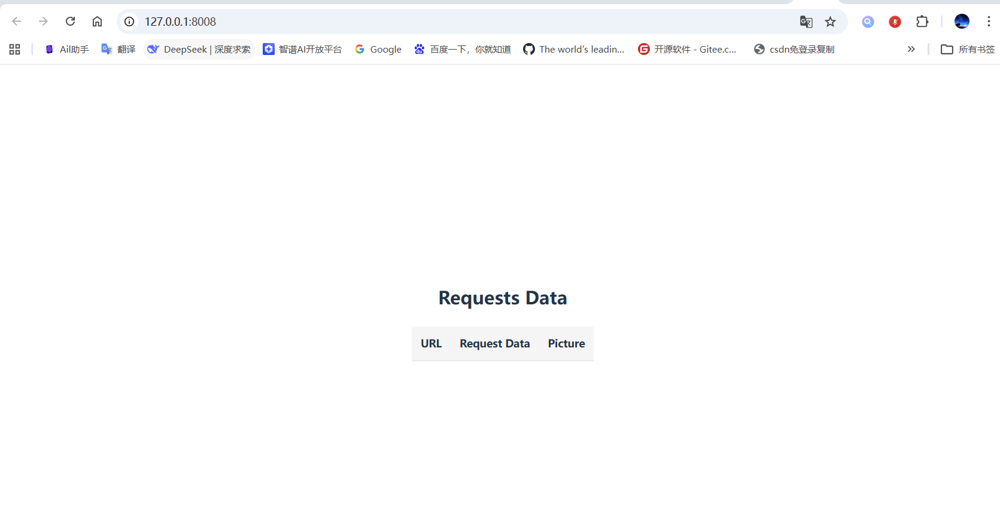 127.0.0.1:8008
Ail助手 翻译 DeepSeek | 深度求索 智谱AI开放平台 Google 百度一下，你就知道 The world's leadin... 开源软件 - Gitee.c... csdn免登录复制 » 所有书签
Requests Data
URL Request Data Picture